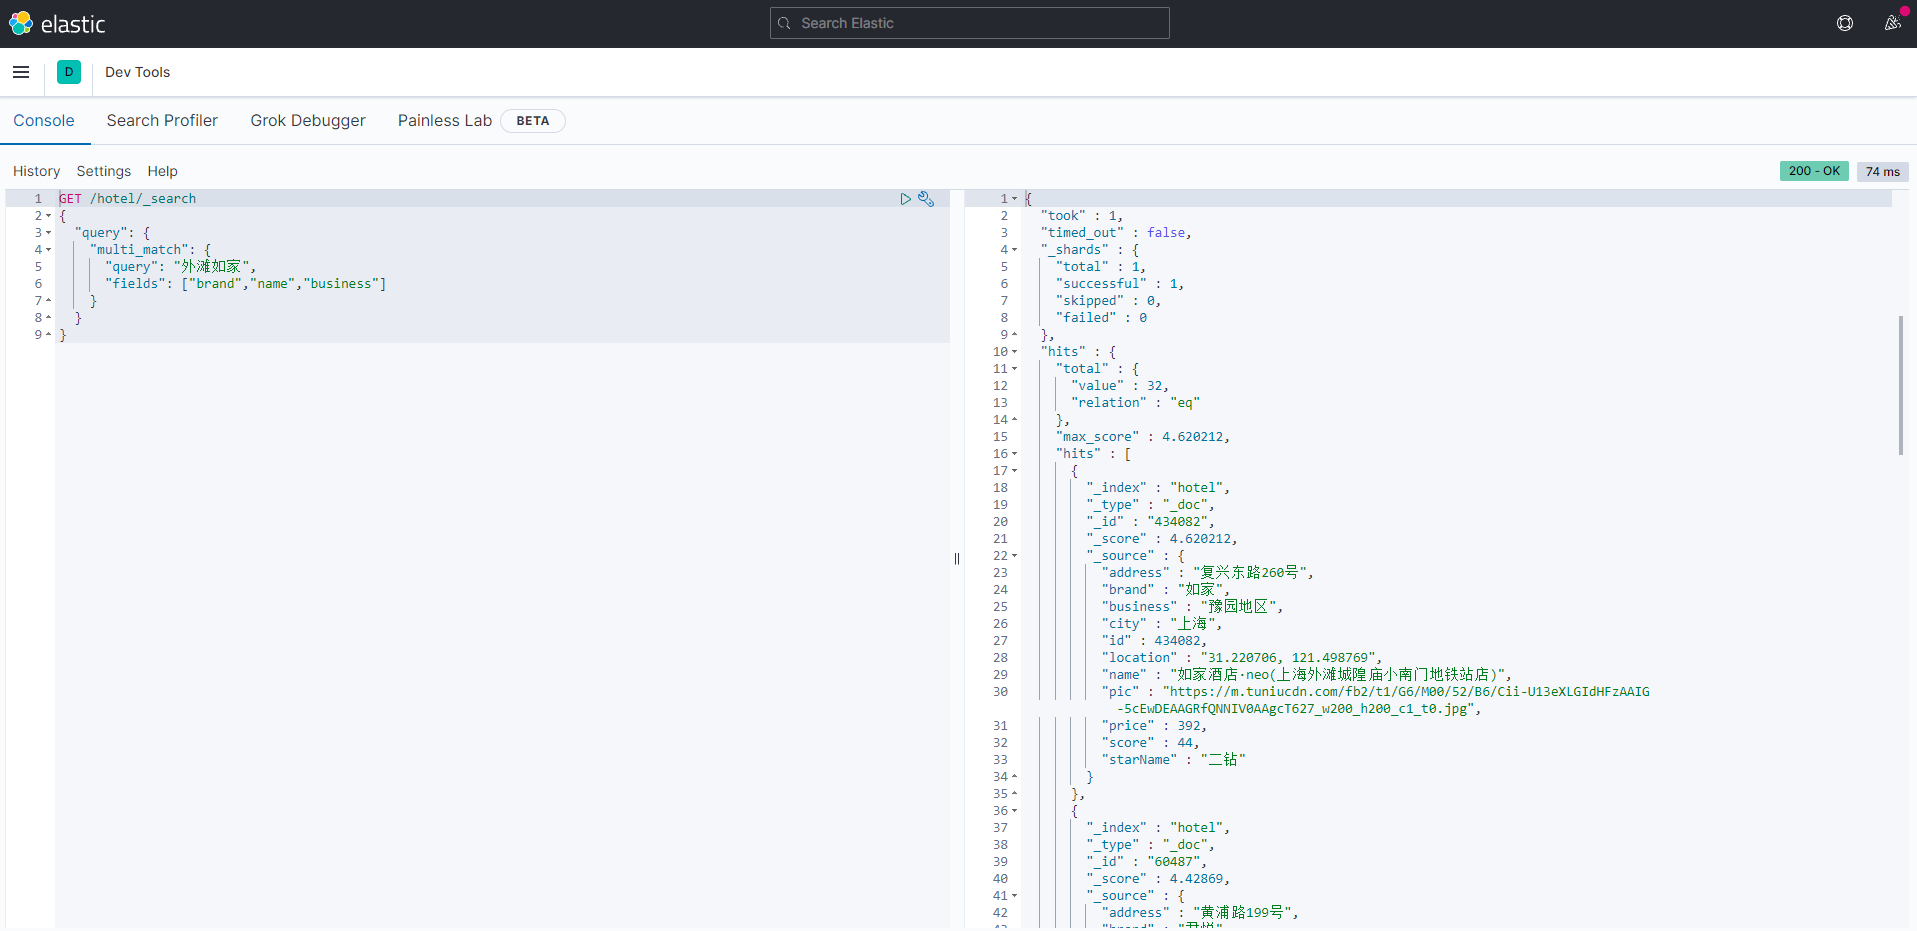 elastic
Search Elastic
D
Dev Tools
Console Search Profiler Grok Debugger Painless Lab BETA
History Settings Help
200 - OK 74 ms
1 GET /hotel/_search
2 {
3 "query": {
4 "multi_match": {
5 "query": "外滩如家",
6 "fields": ["brand","name","business"]
7 }
8 }
9 }
1 {
2 "took" : 1,
3 "timed_out" : false,
4 "_shards" : {
5 "total" : 1,
6 "successful" : 1,
7 "skipped" : 0,
8 "failed" : 0
9 },
10 "hits" : {
11 "total" : {
12 "value" : 32,
13 "relation" : "eq"
14 },
15 "max_score" : 4.620212,
16 "hits" : [
17 {
18 "_index" : "hotel",
19 "_type" : "_doc",
20 "_id" : "434082",
21 "_score" : 4.620212,
22 "_source" : {
23 "address" : "复兴东路260号",
24 "brand" : "如家",
25 "business" : "豫园地区",
26 "city" : "上海",
27 "id" : 434082,
28 "location" : "31.220706, 121.498769",
29 "name" : "如家酒店·neo(上海外滩城隍庙小南门地铁站店)",
30 "pic" : "https://m.tuniucdn.com/fb2/t1/G6/M00/52/B6/Cii-U13eXLGIdHFzAAIG
-5cEwDEAAGRfQNNIV0AAgcT627_w200_h200_c1_t0.jpg",
31 "price" : 392,
32 "score" : 44,
33 "starName" : "二钻"
34 }
35 },
36 {
37 "_index" : "hotel",
38 "_type" : "_doc",
39 "_id" : "60487",
40 "_score" : 4.42869,
41 "_source" : {
42 "address" : "黄浦路199号",